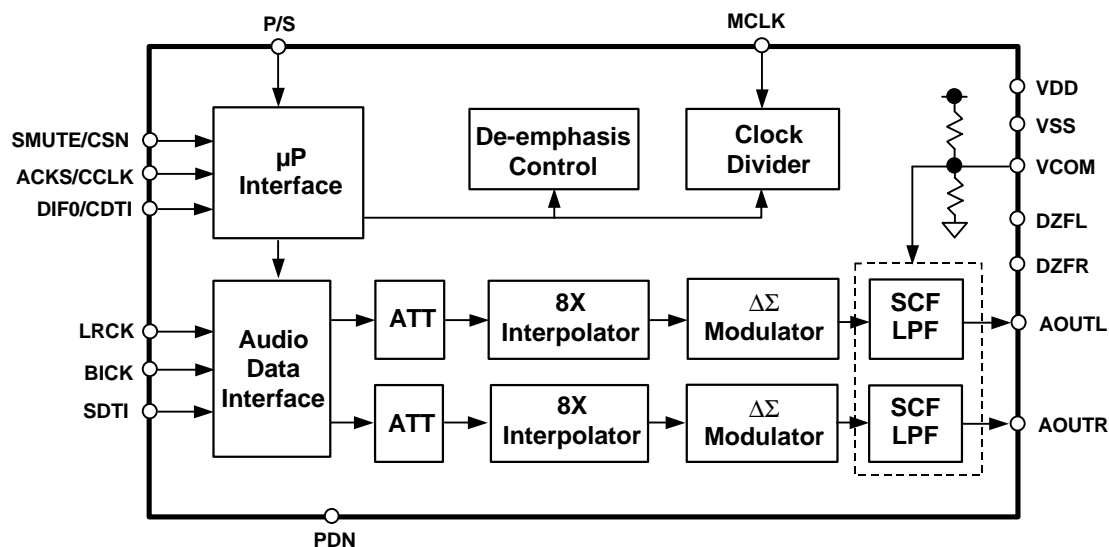 P/S
MCLK
VDD
VSS
VCOM
DZFL
DZFR
SMUTE/CSN
ACKS/CCLK
DIF0/CDTI
µP
Interface
De-emphasis
Control
Clock
Divider
LRCK
BICK
SDTI
Audio
Data
Interface
ATT
8X
Interpolator
ΔΣ
Modulator
SCF
LPF
AOUTL
ATT
8X
Interpolator
ΔΣ
Modulator
SCF
LPF
AOUTR
PDN